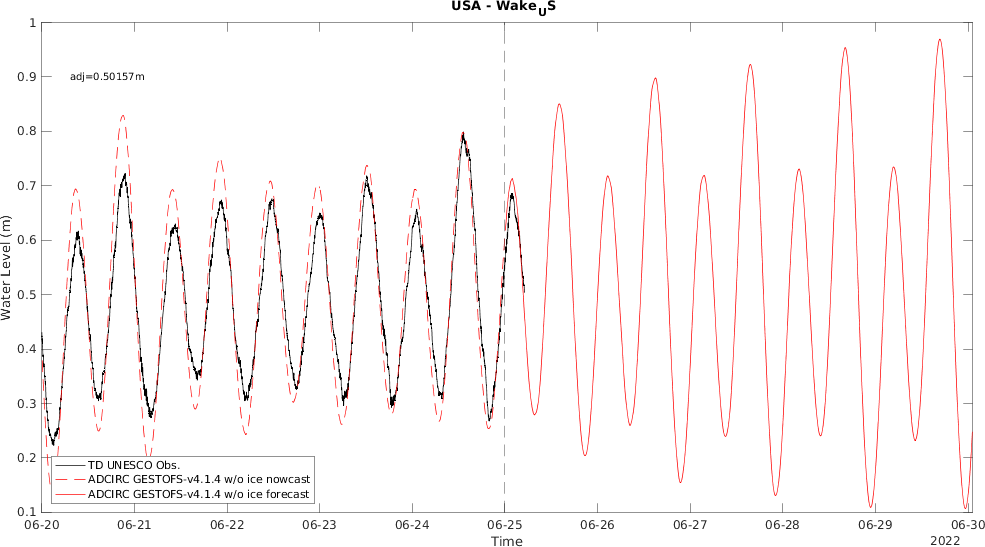 USA - Wake_US
adj=0.50157m
Water Level (m)
1
0.9
0.8
0.7
0.6
0.5
0.4
0.3
0.2
0.1
TD UNESCO Obs.
ADCIRC GESTOFS-v4.1.4 w/o ice nowcast
ADCIRC GESTOFS-v4.1.4 w/o ice forecast
06-20 06-21 06-22 06-23 06-24 06-25 06-26 06-27 06-28 06-29 06-30
Time
2022